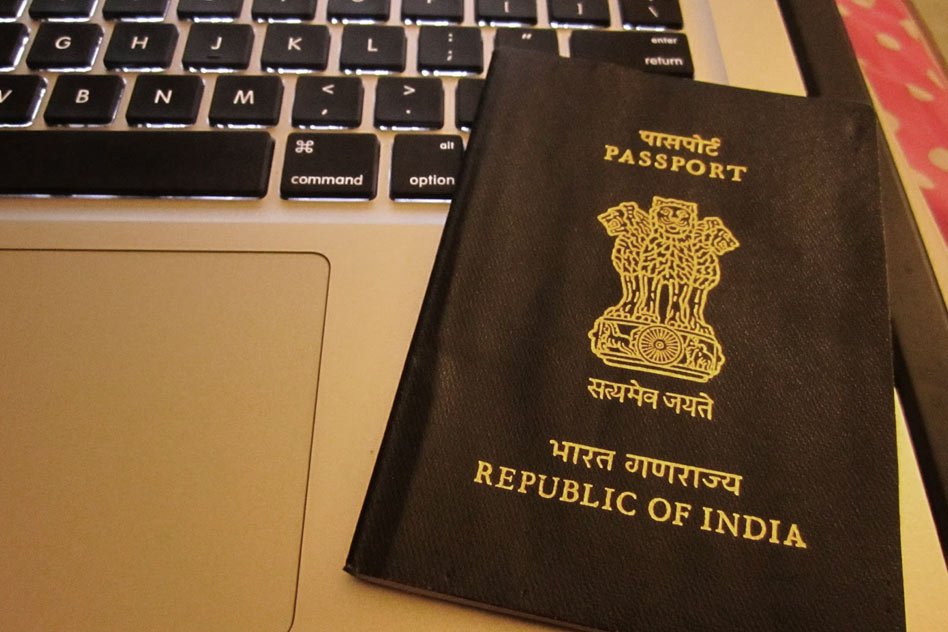 { [ } ] | \
G H J K L : ; " enter return
V B N M < , > .
⌘ command alt option
पासपोर्ट
PASSPORT
सत्यमेव जयते
भारत गणराज्य
REPUBLIC OF INDIA